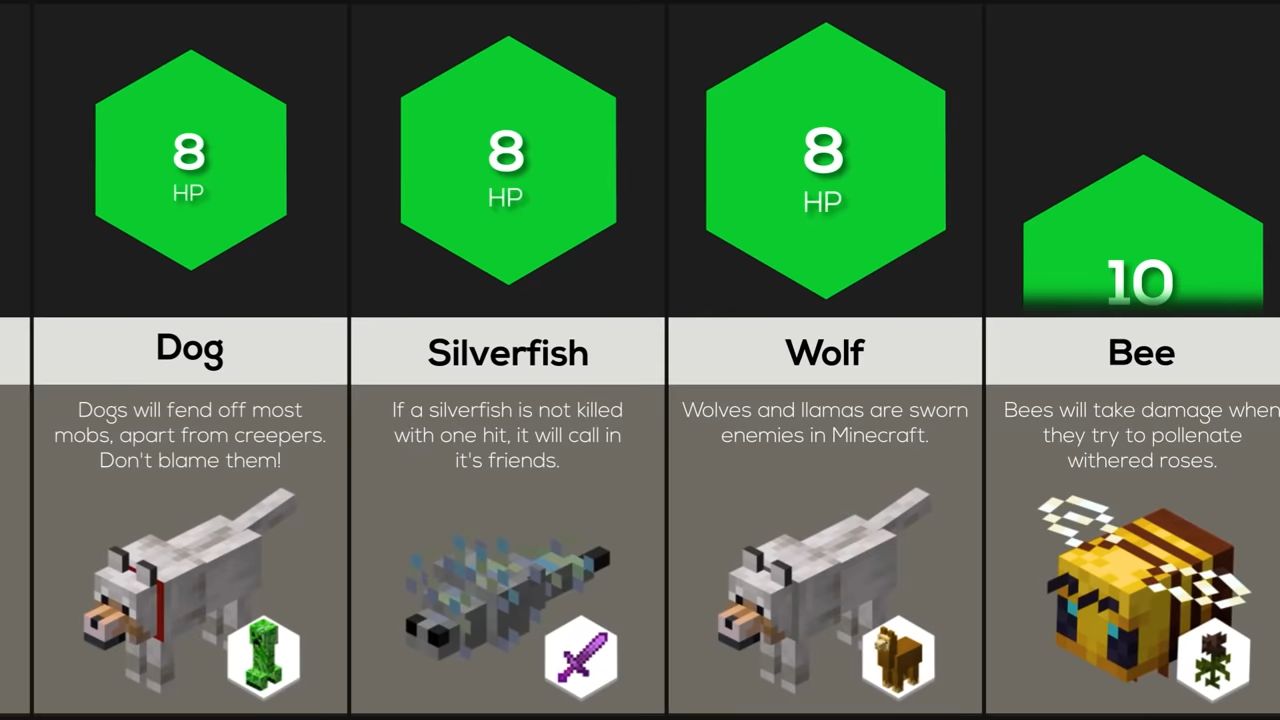 8
HP
Dog
Dogs will fend off most
mobs, apart from creepers.
Don't blame them!
8
HP
Silverfish
If a silverfish is not killed
with one hit, it will call in
it's friends.
8
HP
Wolf
Wolves and llamas are sworn
enemies in Minecraft.
10
Bee
Bees will take damage when
they try to pollenate
withered roses.